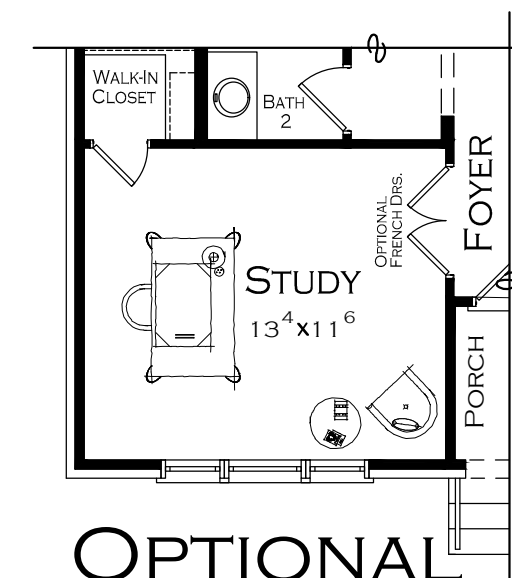 WALK-IN
CLOSET
BATH
2
OPTIONAL
FRENCH DRS.
FOYER
STUDY
13⁴x11⁶
PORCH
OPTIONAL